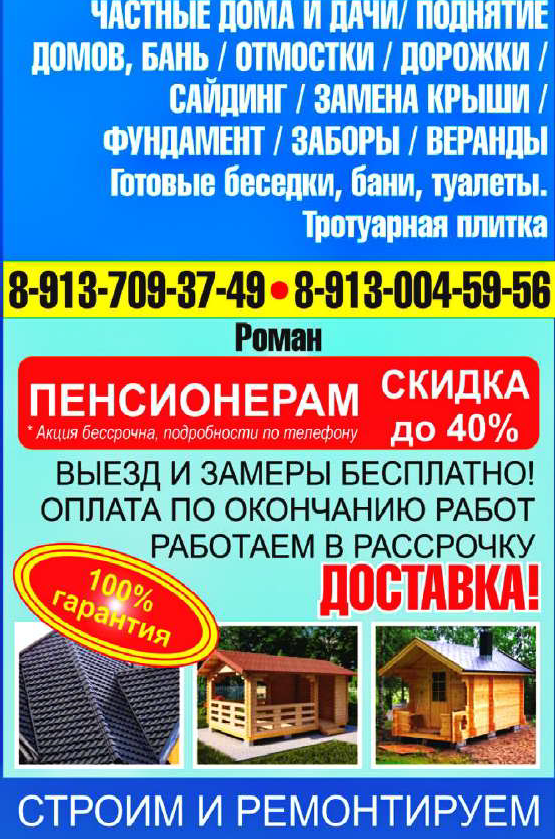 ЧАСТНЫЕ ДОМА И ДАЧИ/ ПОДНЯТИЕ
ДОМОВ, БАНЬ / ОТМОСТКИ / ДОРОЖКИ /
САЙДИНГ / ЗАМЕНА КРЫШИ /
ФУНДАМЕНТ / ЗАБОРЫ / ВЕРАНДЫ
Готовые беседки, бани, туалеты.
Тротуарная плитка
8-913-709-37-49 • 8-913-004-59-56
Роман
ПЕНСИОНЕРАМ
* Акция бессрочна, подробности по телефону
СКИДКА
до 40%
ВЫЕЗД И ЗАМЕРЫ БЕСПЛАТНО!
ОПЛАТА ПО ОКОНЧАНИЮ РАБОТ
РАБОТАЕМ В РАССРОЧКУ
ДОСТАВКА!
100%
гарантия
СТРОИМ И РЕМОНТИРУЕМ